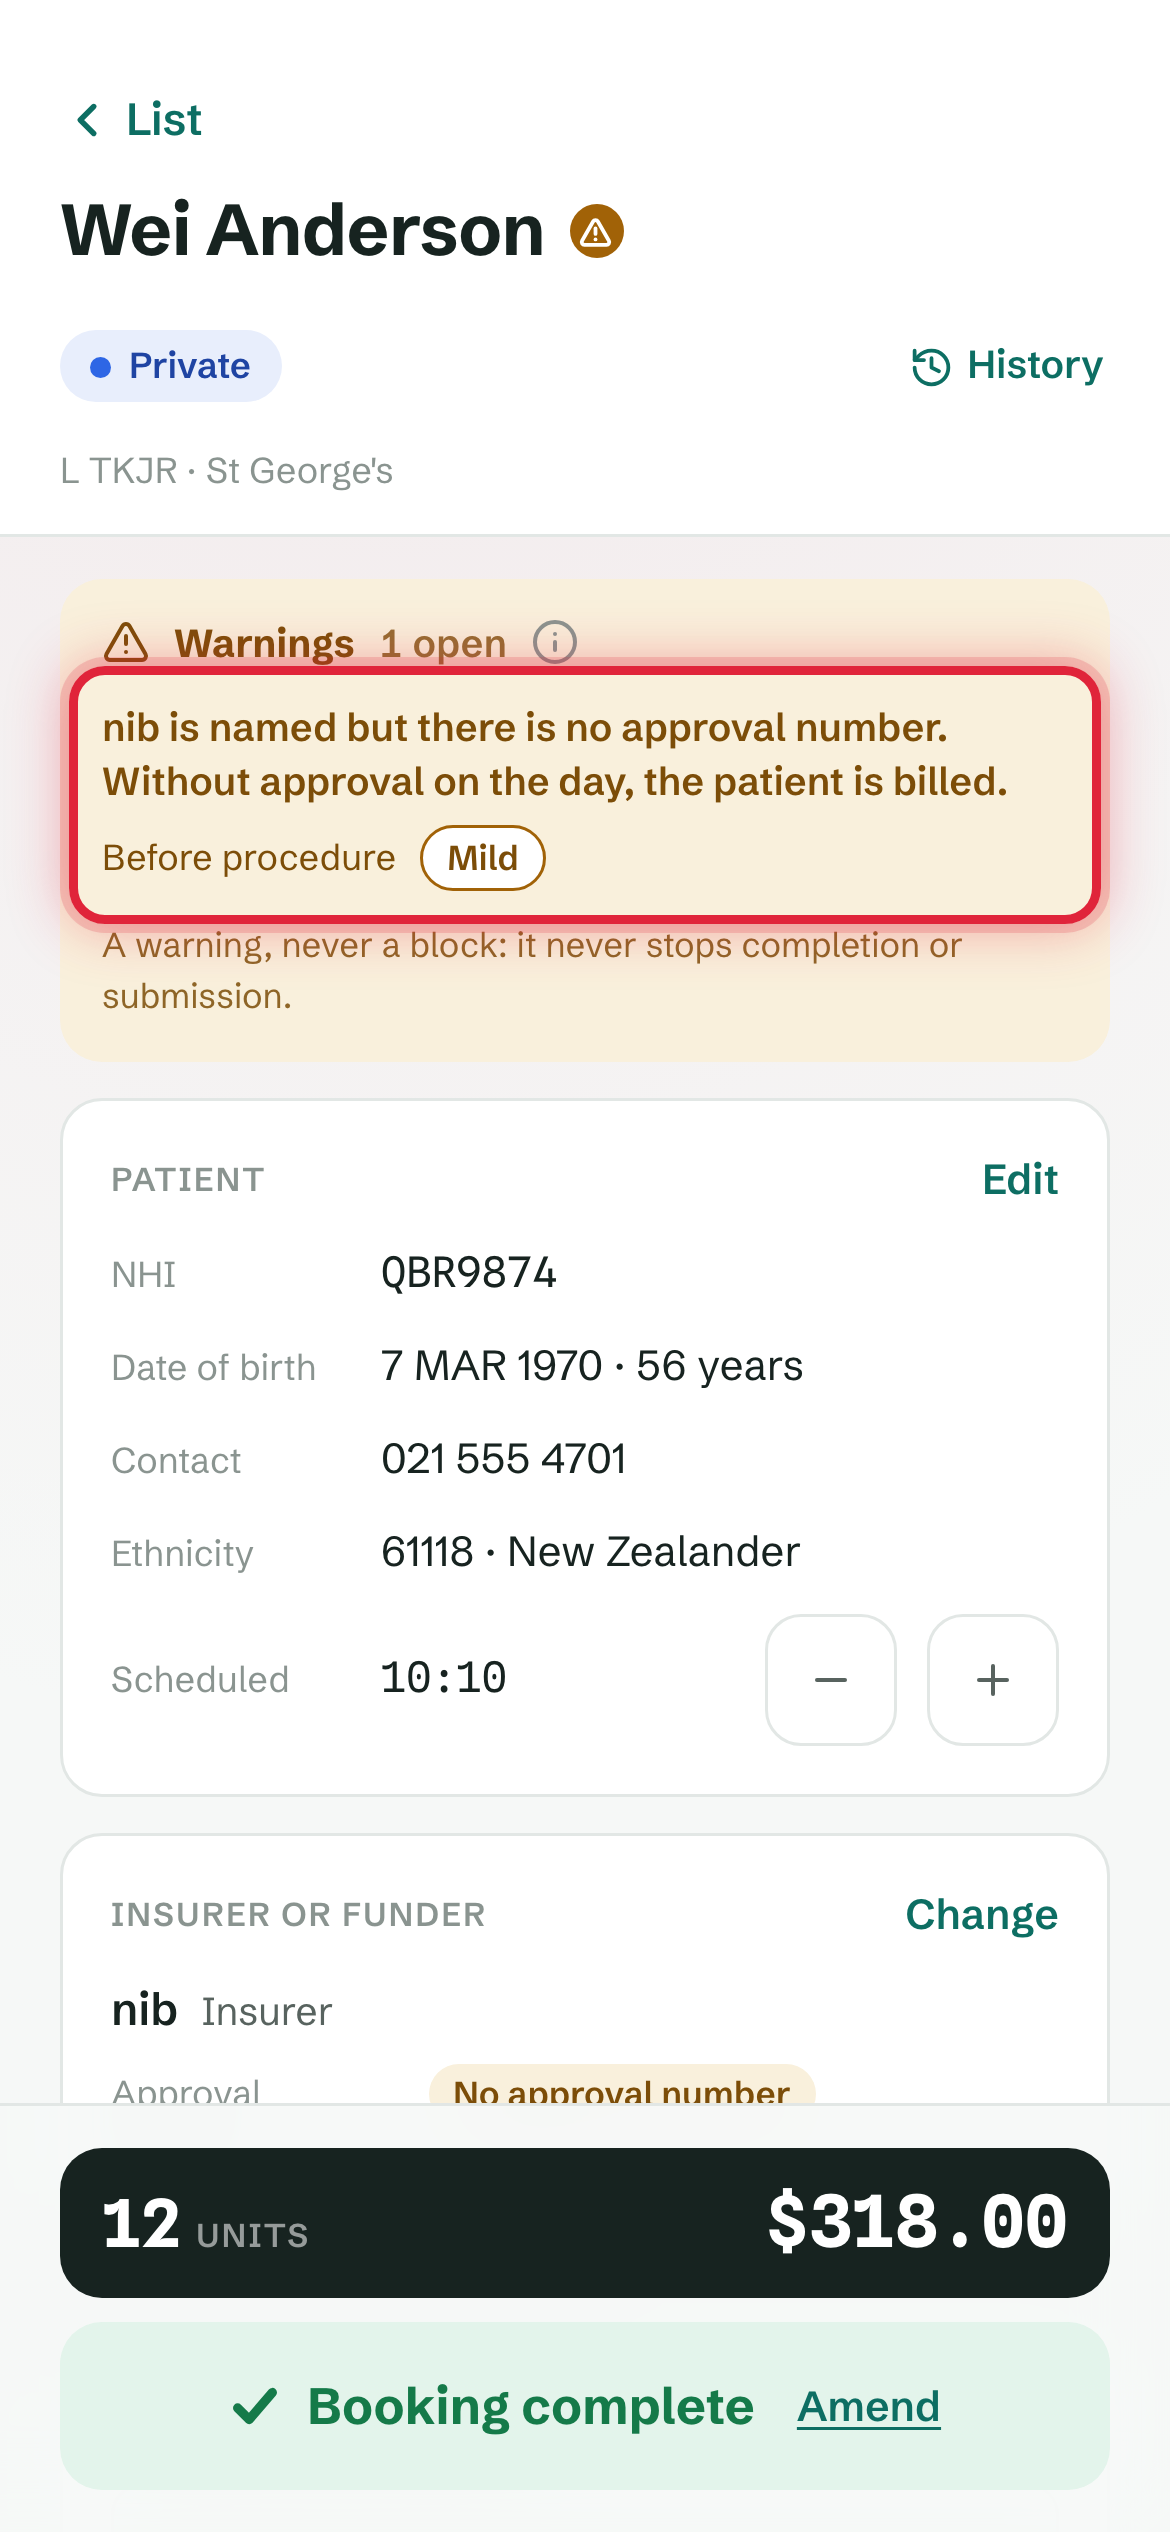 List
Wei Anderson
Private
History
L TKJR · St George's
Warnings 1 open
nib is named but there is no approval number.
Without approval on the day, the patient is billed.
Before procedure Mild
A warning, never a block: it never stops completion or
submission.
PATIENT Edit
NHI QBR9874
Date of birth 7 MAR 1970 · 56 years
Contact 021 555 4701
Ethnicity 61118 · New Zealander
Scheduled 10:10
INSURER OR FUNDER Change
nib Insurer
Approval No approval number
12 UNITS $318.00
Booking complete Amend